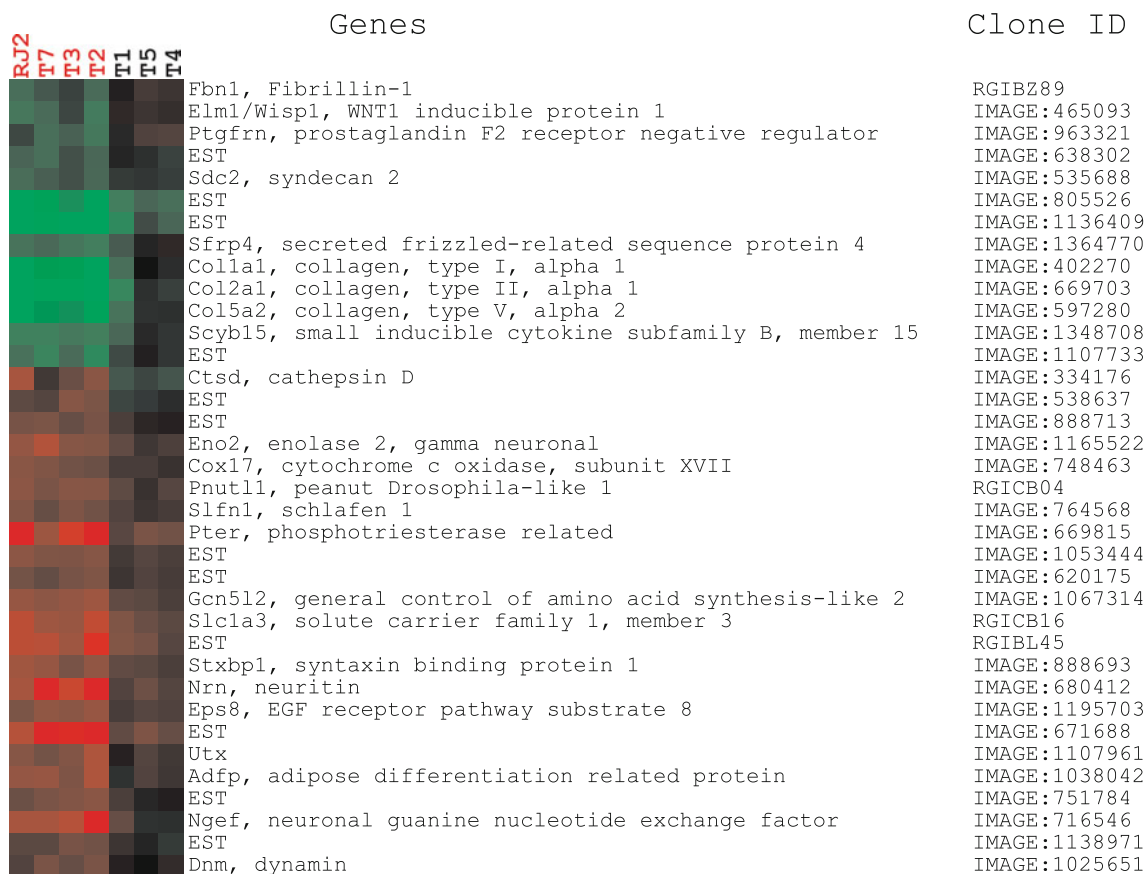 Genes Clone ID
RJ2 T7 T3 T2 T1 T5 T4
Fbn1, Fibrillin-1 RGIBZ89
Elm1/Wisp1, WNT1 inducible protein 1 IMAGE:465093
Ptgfrn, prostaglandin F2 receptor negative regulator IMAGE:963321
EST IMAGE:638302
Sdc2, syndecan 2 IMAGE:535688
EST IMAGE:805526
EST IMAGE:1136409
Sfrp4, secreted frizzled-related sequence protein 4 IMAGE:1364770
Col1a1, collagen, type I, alpha 1 IMAGE:402270
Col2a1, collagen, type II, alpha 1 IMAGE:669703
Col5a2, collagen, type V, alpha 2 IMAGE:597280
Scyb15, small inducible cytokine subfamily B, member 15 IMAGE:1348708
EST IMAGE:1107733
Ctsd, cathepsin D IMAGE:334176
EST IMAGE:538637
EST IMAGE:888713
Eno2, enolase 2, gamma neuronal IMAGE:1165522
Cox17, cytochrome c oxidase, subunit XVII IMAGE:748463
Pnutl1, peanut Drosophila-like 1 RGICB04
Slfn1, schlafen 1 IMAGE:764568
Pter, phosphotriesterase related IMAGE:669815
EST IMAGE:1053444
EST IMAGE:620175
Gcn5l2, general control of amino acid synthesis-like 2 IMAGE:1067314
Slc1a3, solute carrier family 1, member 3 RGICB16
EST RGIBL45
Stxbp1, syntaxin binding protein 1 IMAGE:888693
Nrn, neuritin IMAGE:680412
Eps8, EGF receptor pathway substrate 8 IMAGE:1195703
EST IMAGE:671688
Utx IMAGE:1107961
Adfp, adipose differentiation related protein IMAGE:1038042
EST IMAGE:751784
Ngef, neuronal guanine nucleotide exchange factor IMAGE:716546
EST IMAGE:1138971
Dnm, dynamin IMAGE:1025651